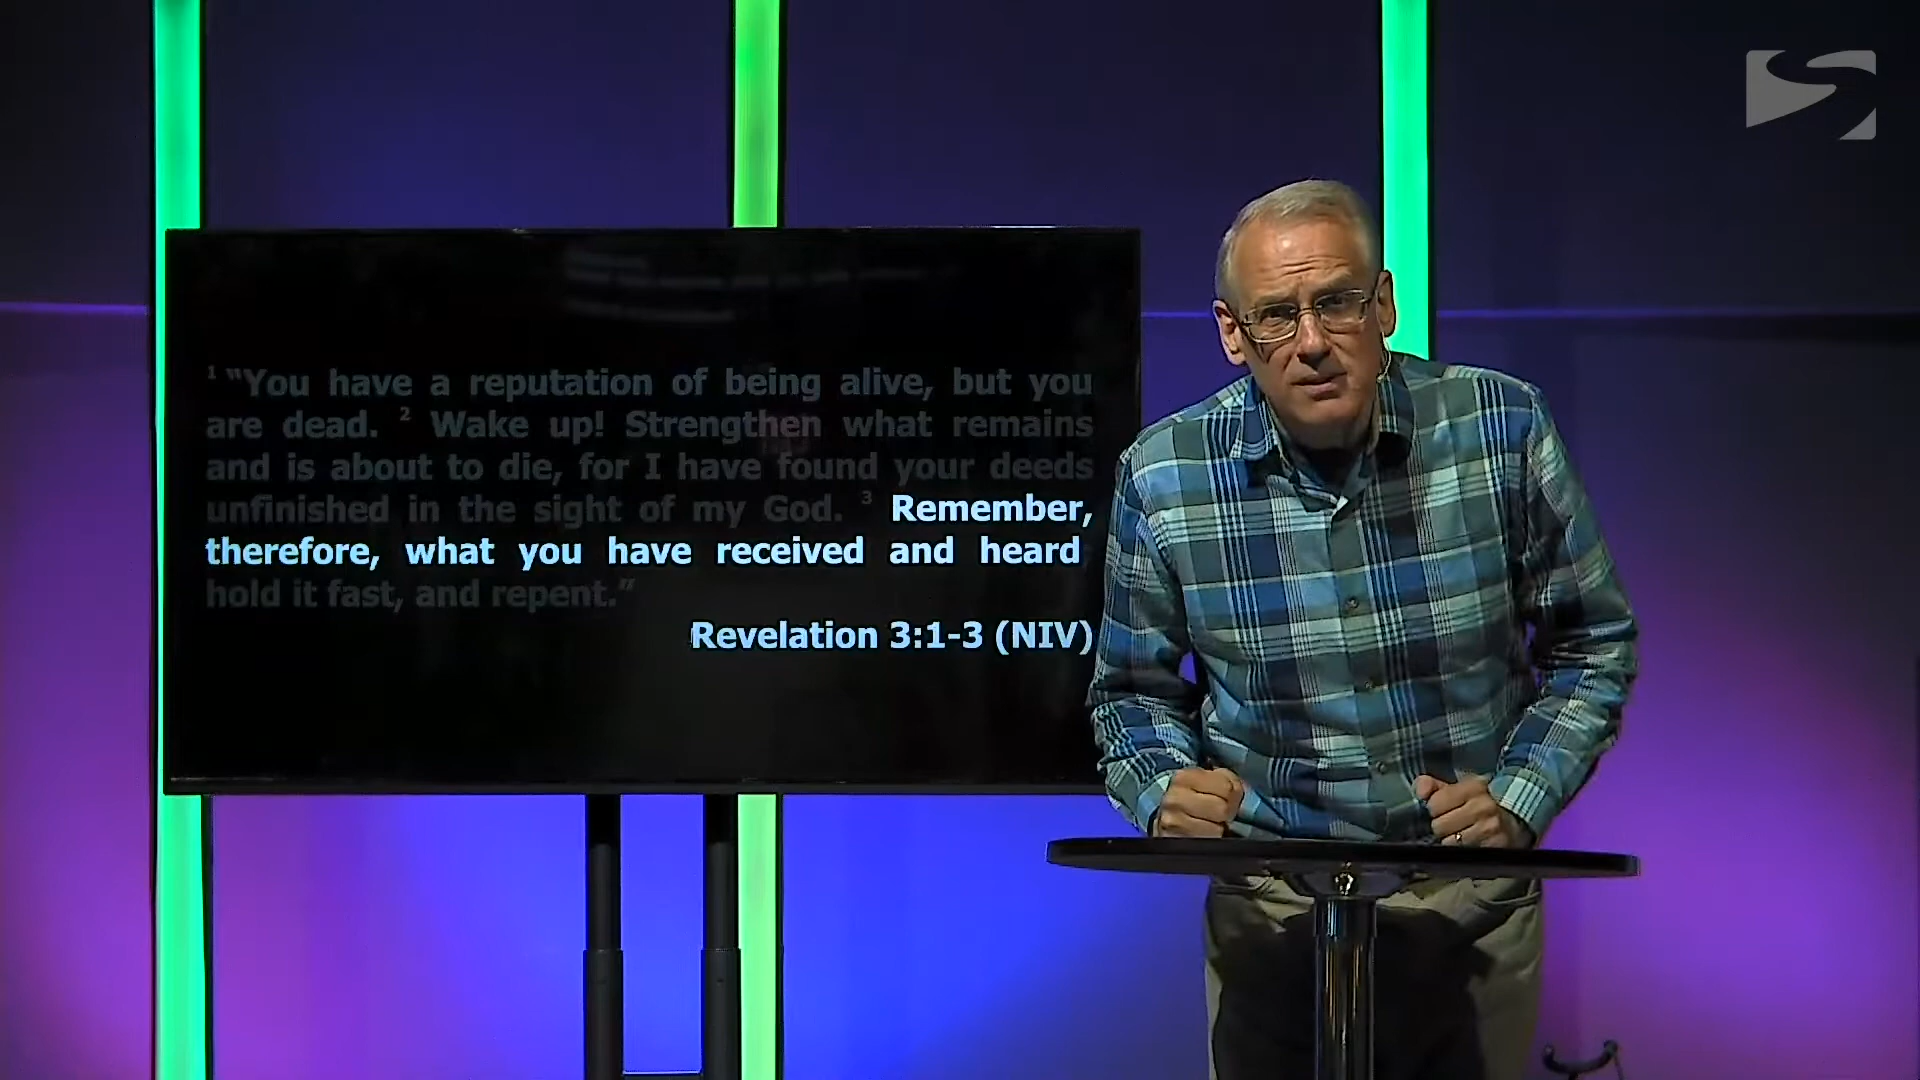 ¹ “You have a reputation of being alive, but you
are dead. ² Wake up! Strengthen what remains
and is about to die, for I have found your deeds
unfinished in the sight of my God. ³ Remember,
therefore, what you have received and heard
hold it fast, and repent.”
Revelation 3:1-3 (NIV)